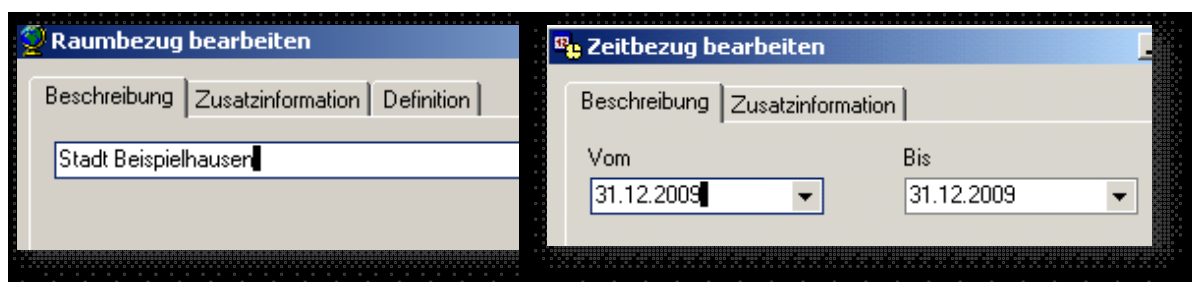 Raumbezug bearbeiten
Beschreibung Zusatzinformation Definition
Stadt Beispielhausen
Zeitbezug bearbeiten
Beschreibung Zusatzinformation
Vom Bis
31.12.2009 31.12.2009